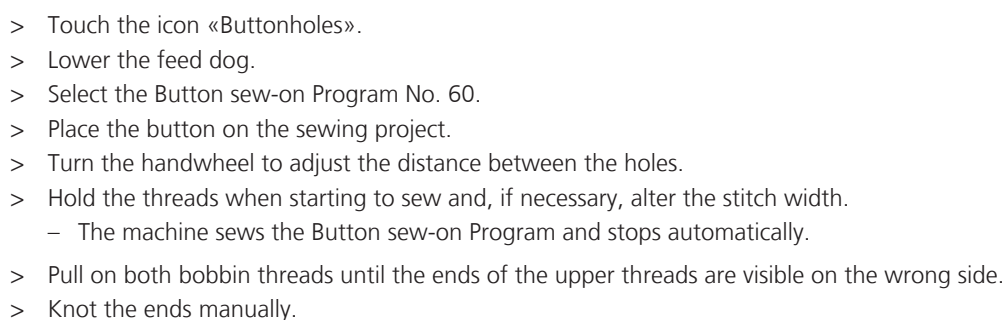 > Touch the icon «Buttonholes».
> Lower the feed dog.
> Select the Button sew-on Program No. 60.
> Place the button on the sewing project.
> Turn the handwheel to adjust the distance between the holes.
> Hold the threads when starting to sew and, if necessary, alter the stitch width.
– The machine sews the Button sew-on Program and stops automatically.
> Pull on both bobbin threads until the ends of the upper threads are visible on the wrong side.
> Knot the ends manually.